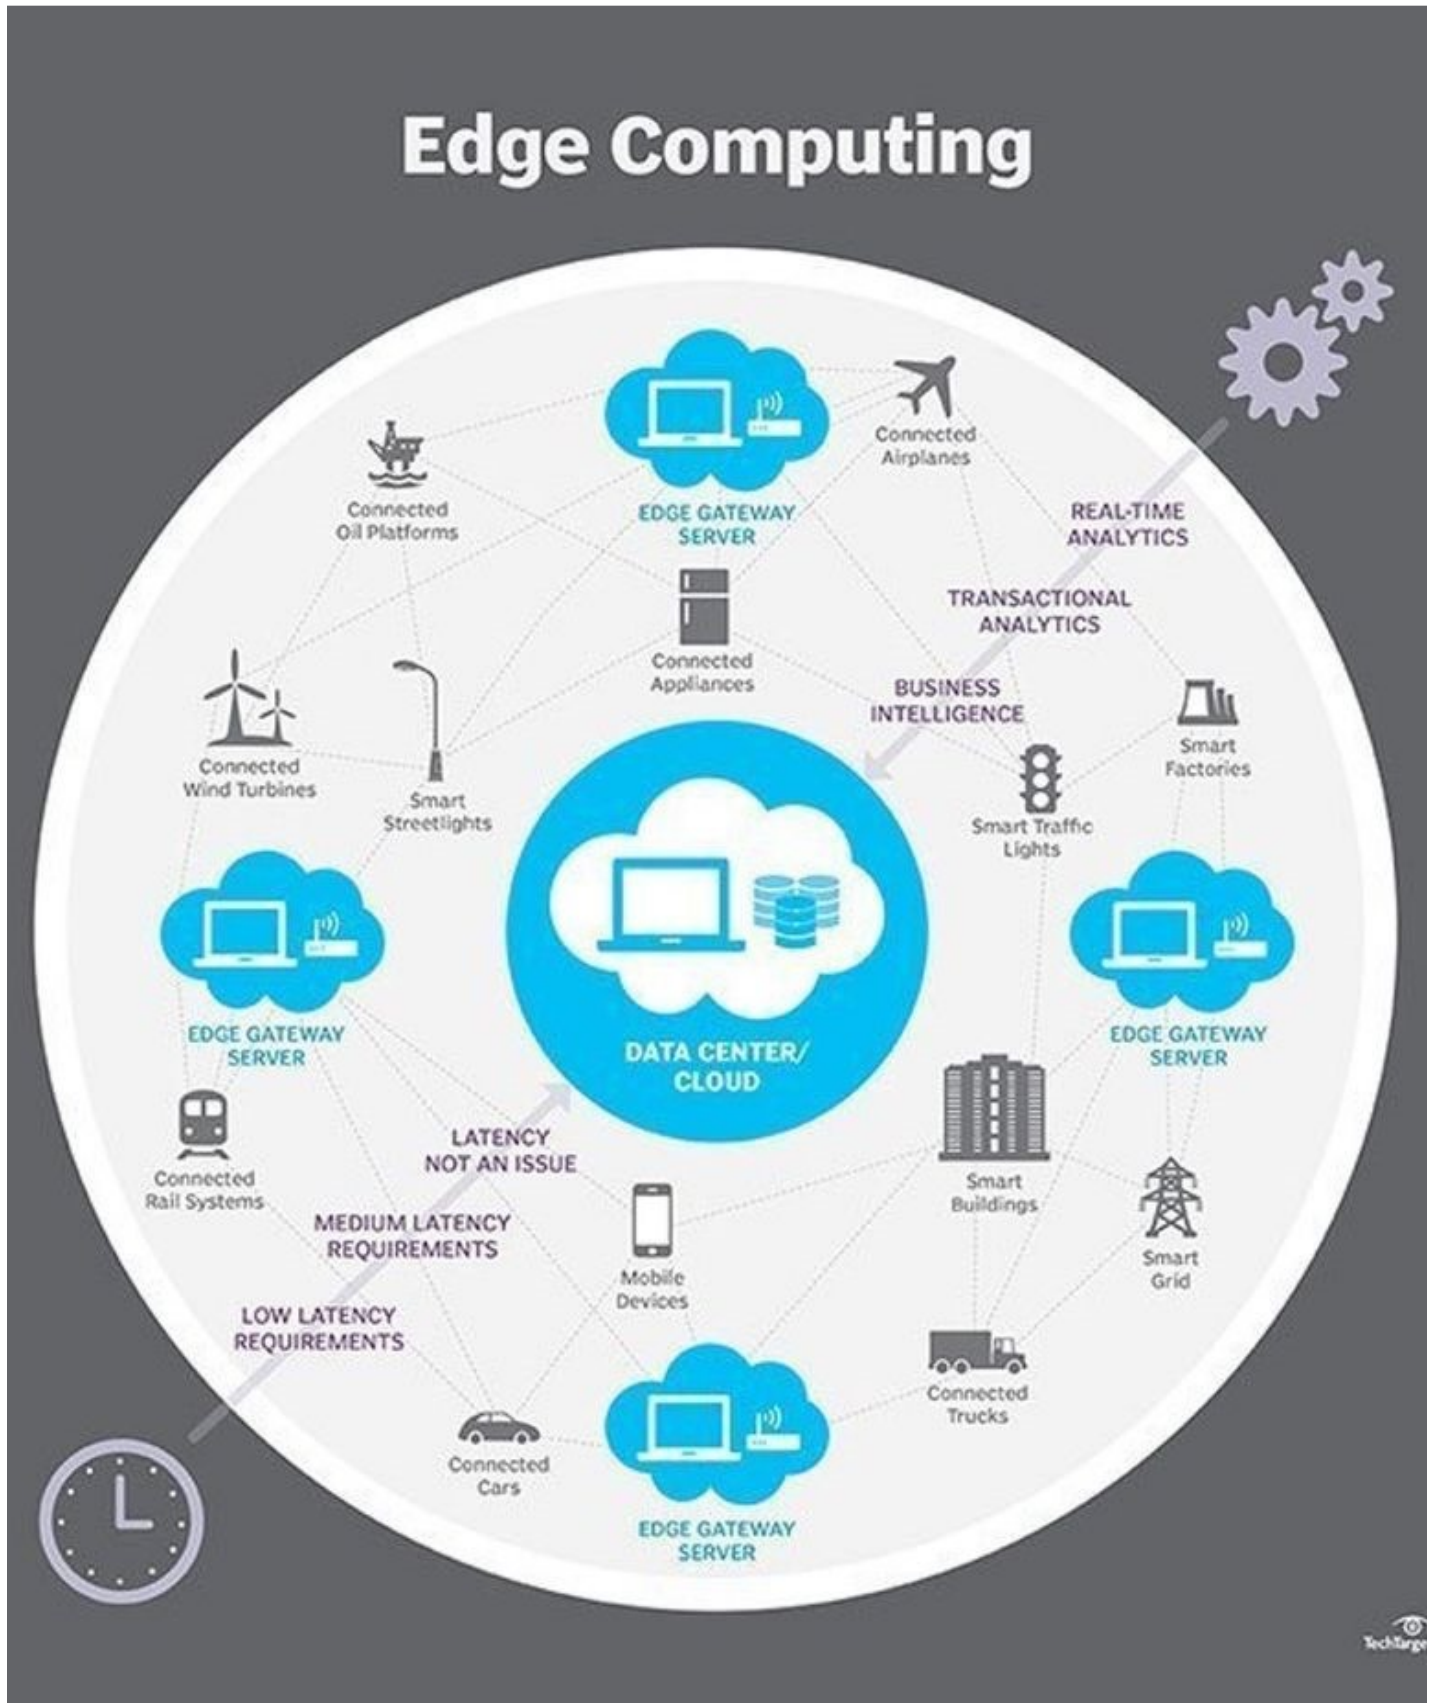 Edge Computing
Connected
Airplanes
Connected
Oil Platforms
EDGE GATEWAY
SERVER
REAL-TIME
ANALYTICS
TRANSACTIONAL
ANALYTICS
BUSINESS
INTELLIGENCE
Connected
Appliances
Connected
Wind Turbines
Smart
Streetlights
Smart
Factories
Smart Traffic
Lights
EDGE GATEWAY
SERVER
DATA CENTER/
CLOUD
EDGE GATEWAY
SERVER
Connected
Rail Systems
LATENCY
NOT AN ISSUE
MEDIUM LATENCY
REQUIREMENTS
LOW LATENCY
REQUIREMENTS
Mobile
Devices
Smart
Buildings
Smart
Grid
Connected
Trucks
Connected
Cars
EDGE GATEWAY
SERVER
TechTarge